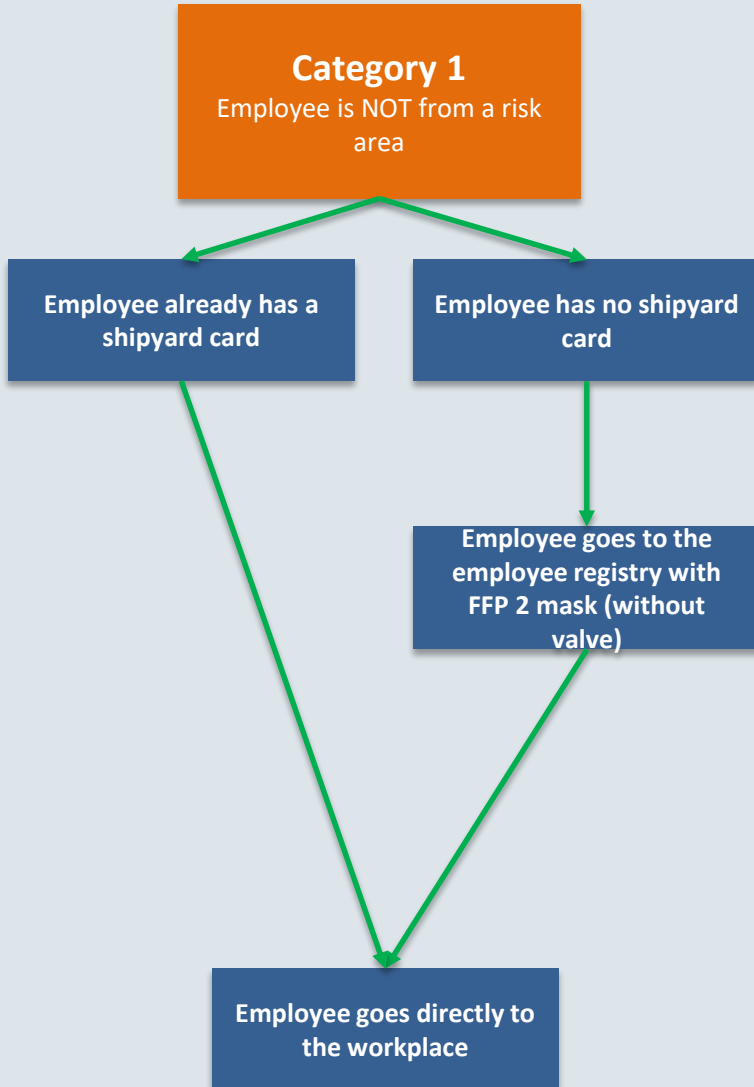 Category 1
Employee is NOT from a risk
area
Employee already has a
shipyard card
Employee has no shipyard
card
Employee goes to the
employee registry with
FFP 2 mask (without
valve)
Employee goes directly to
the workplace